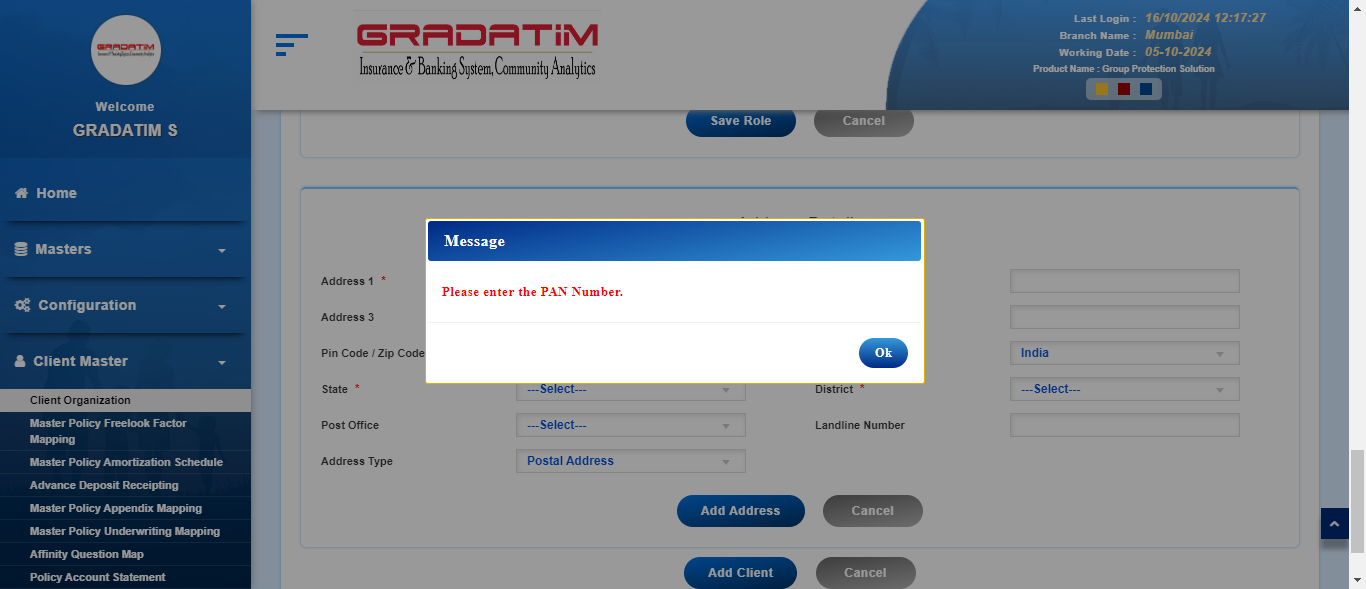 GRADATIM
Insurance & Banking System, Community Analytics
Welcome
GRADATIM S
Home
Masters
Configuration
Client Master
Client Organization
Master Policy Freelook Factor
Mapping
Master Policy Amortization Schedule
Advance Deposit Receipting
Master Policy Appendix Mapping
Master Policy Underwriting Mapping
Affinity Question Map
Policy Account Statement
GRADATIM
Insurance & Banking System, Community Analytics
Last Login : 16/10/2024 12:17:27
Branch Name : Mumbai
Working Date : 05-10-2024
Product Name : Group Protection Solution
Save Role Cancel
Message
Please enter the PAN Number.
Ok
Address 1 *
Address 3
Pin Code / Zip Code India
State * ---Select--- District * ---Select---
Post Office ---Select--- Landline Number
Address Type Postal Address
Add Address Cancel
Add Client Cancel